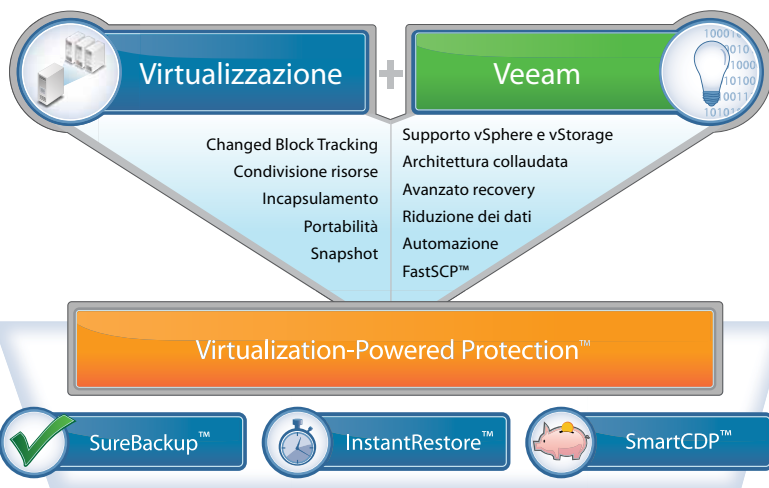 Virtualizzazione
+
Veeam
Changed Block Tracking
Condivisione risorse
Incapsulamento
Portabilità
Snapshot
Supporto vSphere e vStorage
Architettura collaudata
Avanzato recovery
Riduzione dei dati
Automazione
FastSCP™
Virtualization-Powered Protection™
SureBackup™
InstantRestore™
SmartCDP™